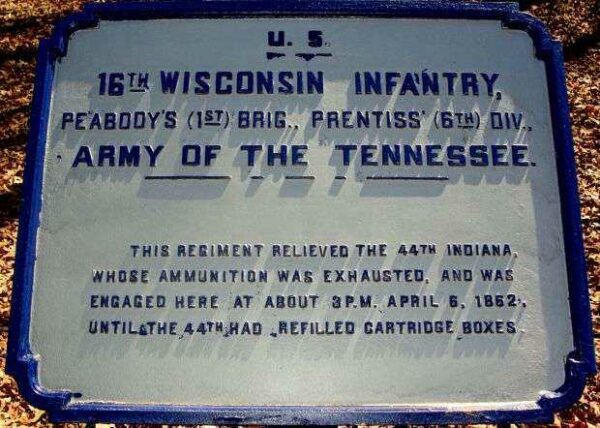 U. S.
16TH WISCONSIN INFANTRY,
PEABODY'S (1ST) BRIG., PRENTISS' (6TH) DIV.,
ARMY OF THE TENNESSEE.
THIS REGIMENT RELIEVED THE 44TH INDIANA,
WHOSE AMMUNITION WAS EXHAUSTED, AND WAS
ENGAGED HERE AT ABOUT 3 P.M. APRIL 6, 1862,
UNTIL THE 44TH HAD REFILLED CARTRIDGE BOXES.